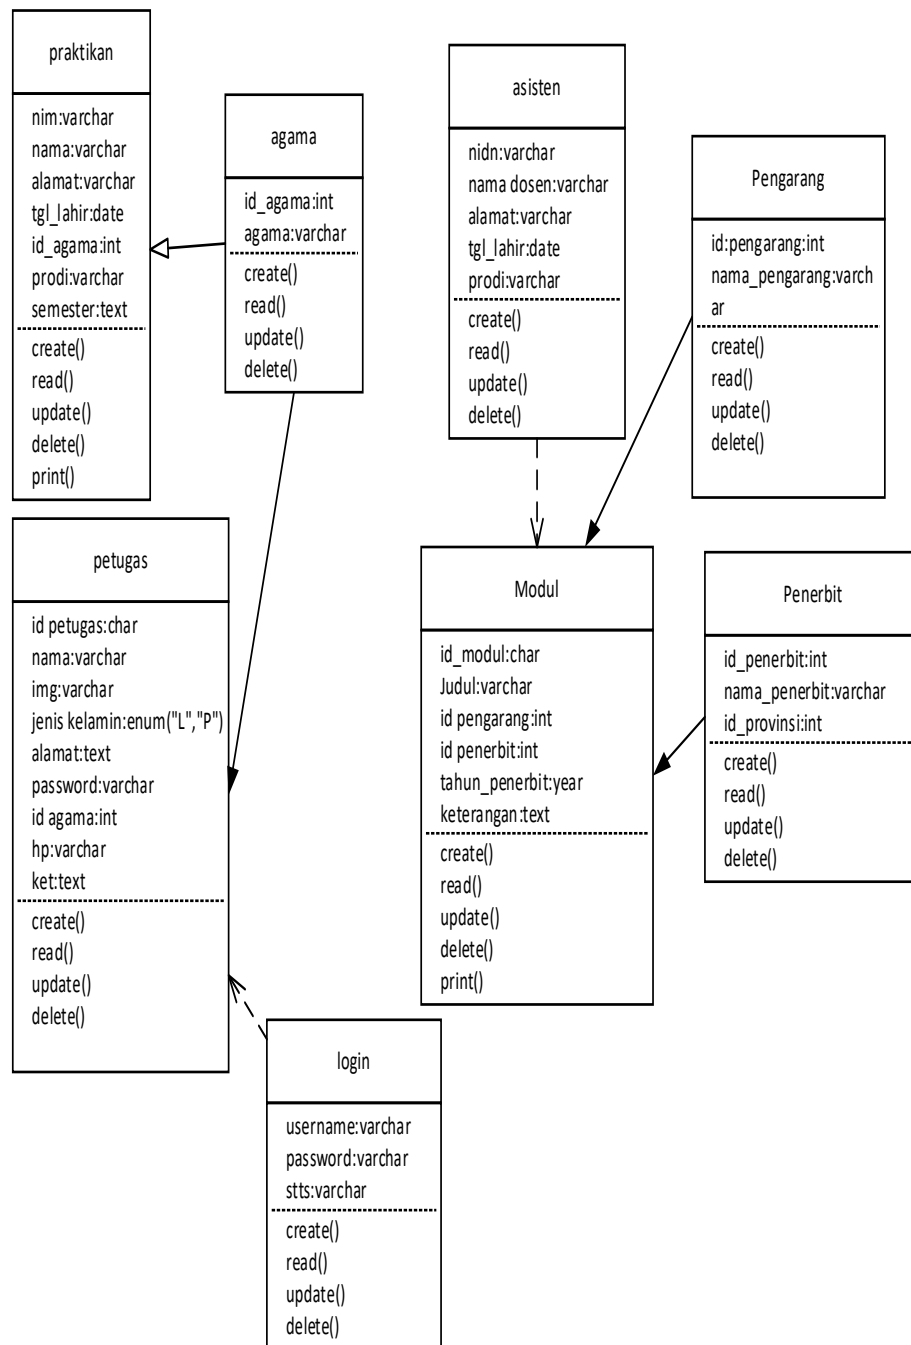 praktikan
nim:varchar
nama:varchar
alamat:varchar
tgl_lahir:date
id_agama:int
prodi:varchar
semester:text
create()
read()
update()
delete()
print()
agama
id_agama:int
agama:varchar
create()
read()
update()
delete()
asisten
nidn:varchar
nama dosen:varchar
alamat:varchar
tgl_lahir:date
prodi:varchar
create()
read()
update()
delete()
Pengarang
id:pengarang:int
nama_pengarang:varch
ar
create()
read()
update()
delete()
petugas
id petugas:char
nama:varchar
img:varchar
jenis kelamin:enum("L","P")
alamat:text
password:varchar
id agama:int
hp:varchar
ket:text
create()
read()
update()
delete()
Modul
id_modul:char
Judul:varchar
id pengarang:int
id penerbit:int
tahun_penerbit:year
keterangan:text
create()
read()
update()
delete()
print()
Penerbit
id_penerbit:int
nama_penerbit:varchar
id_provinsi:int
create()
read()
update()
delete()
login
username:varchar
password:varchar
stts:varchar
create()
read()
update()
delete()